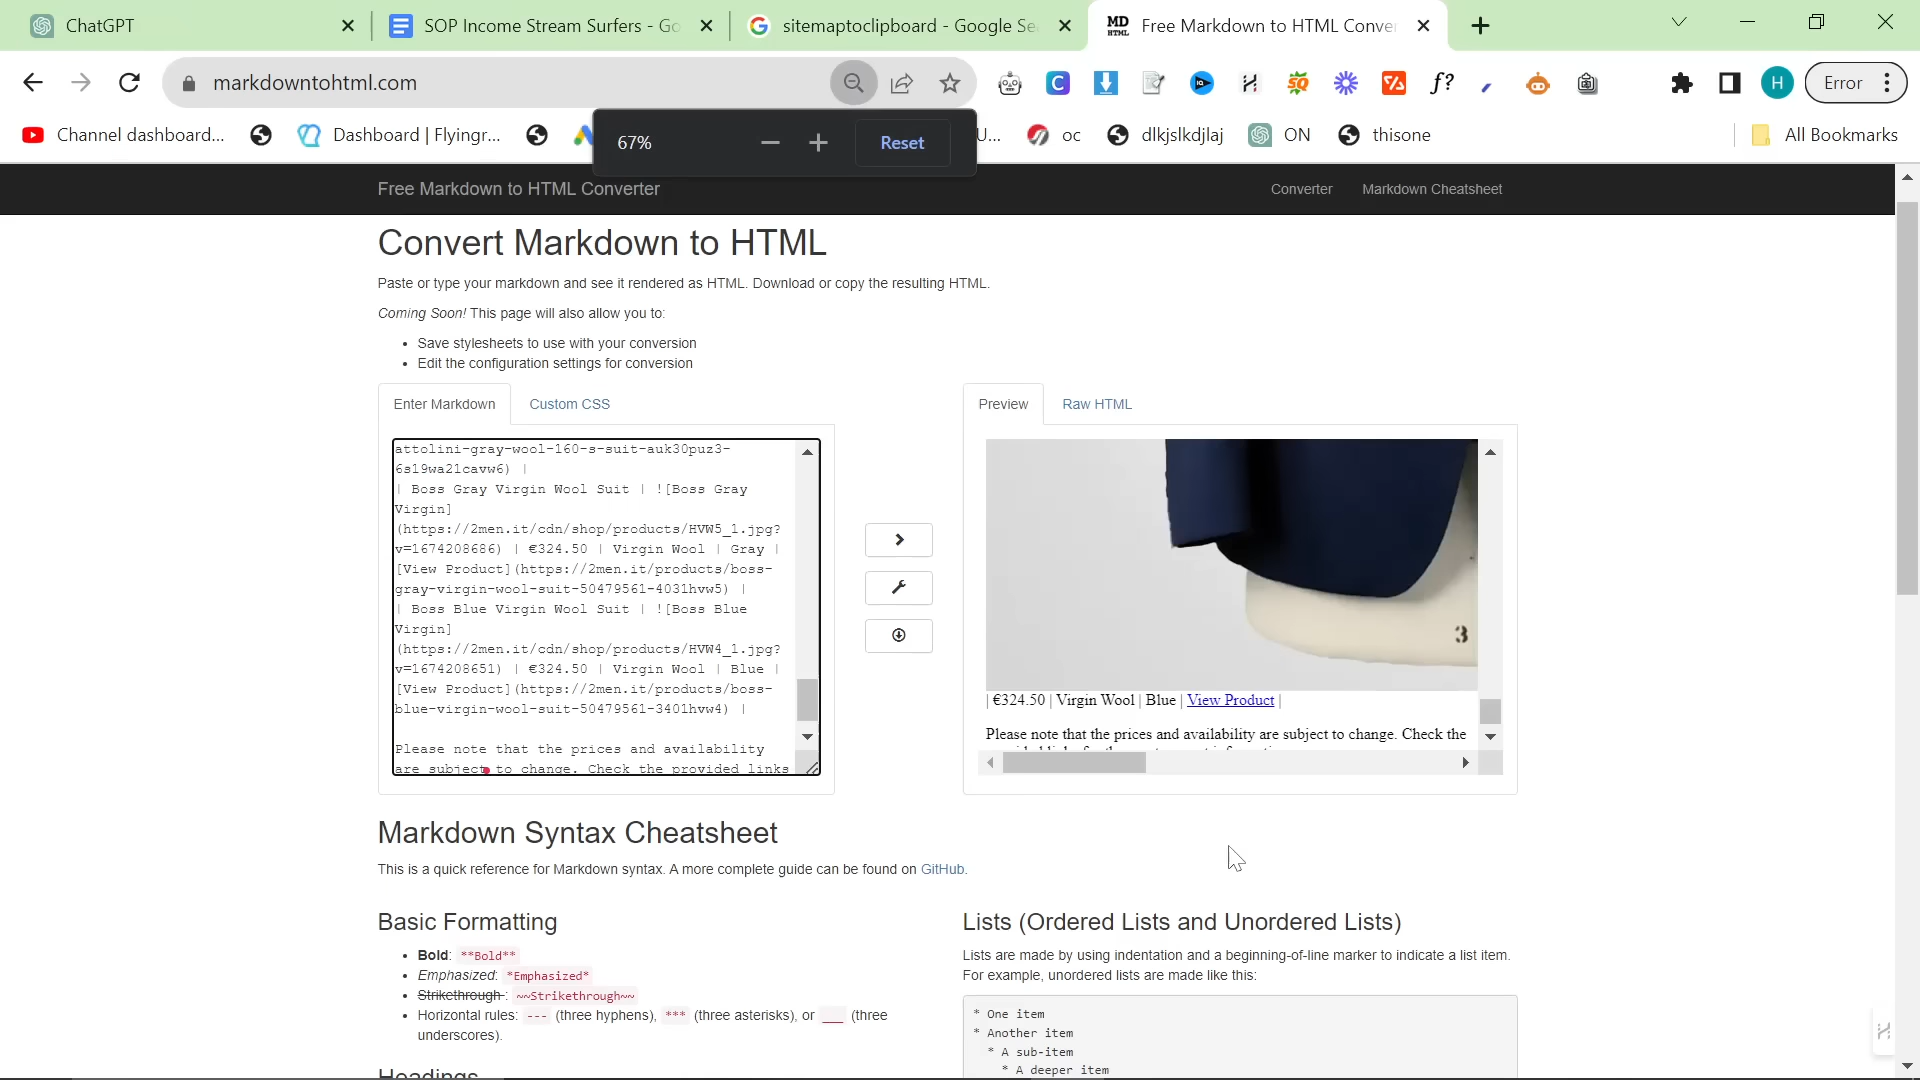 ChatGPT
SOP Income Stream Surfers - Go
sitemaptoclipboard - Google Se
MD
HTML
Free Markdown to HTML Conver
markdowntohtml.com
H
Error
Channel dashboard...
Dashboard | Flyingr...
U...
oc
dlkjslkdjlaj
ON
thisone
All Bookmarks
67%
Reset
Free Markdown to HTML Converter
Converter
Markdown Cheatsheet
Convert Markdown to HTML
Paste or type your markdown and see it rendered as HTML. Download or copy the resulting HTML.
Coming Soon! This page will also allow you to:
• Save stylesheets to use with your conversion
• Edit the configuration settings for conversion
Enter Markdown
Custom CSS
attolini-gray-wool-160-s-suit-auk30puz3-
6s19wa21cavw6) |
| Boss Gray Virgin Wool Suit | ![Boss Gray
Virgin]
(https://2men.it/cdn/shop/products/HVW5_1.jpg?
v=1674208686) | €324.50 | Virgin Wool | Gray |
[View Product](https://2men.it/products/boss-
gray-virgin-wool-suit-50479561-4031hvw5) |
| Boss Blue Virgin Wool Suit | ![Boss Blue
Virgin]
(https://2men.it/cdn/shop/products/HVW4_1.jpg?
v=1674208651) | €324.50 | Virgin Wool | Blue |
[View Product](https://2men.it/products/boss-
blue-virgin-wool-suit-50479561-3401hvw4) |
Please note that the prices and availability
are subject to change. Check the provided links
Preview
Raw HTML
3
| €324.50 | Virgin Wool | Blue | View Product |
Please note that the prices and availability are subject to change. Check the
Markdown Syntax Cheatsheet
This is a quick reference for Markdown syntax. A more complete guide can be found on GitHub.
Basic Formatting
• Bold: **Bold**
• Emphasized: *Emphasized*
• Strikethrough: ~~Strikethrough~~
• Horizontal rules: --- (three hyphens), *** (three asterisks), or ___ (three
underscores).
Headings
Lists (Ordered Lists and Unordered Lists)
Lists are made by using indentation and a beginning-of-line marker to indicate a list item.
For example, unordered lists are made like this:
* One item
* Another item
* A sub-item
* A deeper item